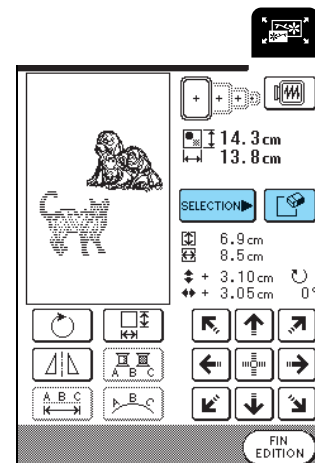 14.3cm
13.8cm
SELECTION
6.9cm
8.5cm
+ 3.10cm
+ 3.05cm 0°
A B C
A B C
A B C
FIN
EDITION